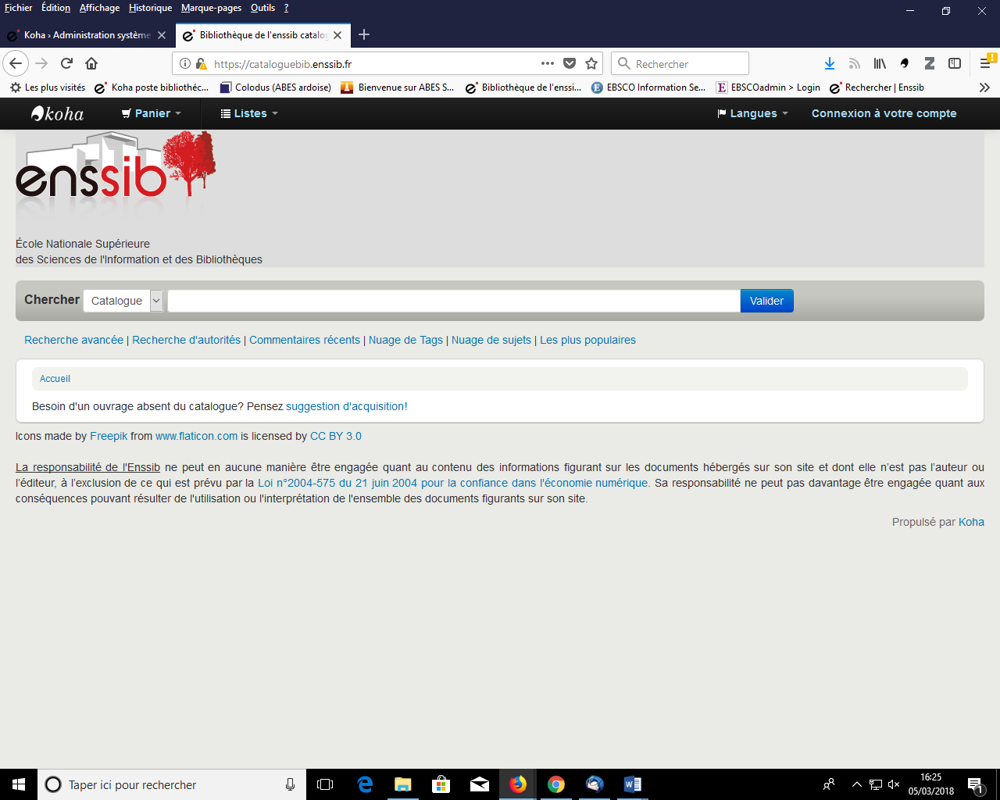 Fichier Édition Affichage Historique Marque-pages Outils ?
Koha › Administration système
Bibliothèque de l'enssib catalog
https://cataloguebib.enssib.fr
Rechercher
Les plus visités Koha poste bibliothéc... Colodus (ABES ardoise) Bienvenue sur ABES S... Bibliothèque de l'enssi... EBSCO Information Se... EBSCOadmin > Login Rechercher | Enssib
koha Panier Listes Langues Connexion à votre compte
enssib
École Nationale Supérieure
des Sciences de l'Information et des Bibliothèques
Chercher Catalogue Valider
Recherche avancée | Recherche d'autorités | Commentaires récents | Nuage de Tags | Nuage de sujets | Les plus populaires
Accueil
Besoin d'un ouvrage absent du catalogue? Pensez suggestion d'acquisition!
Icons made by Freepik from www.flaticon.com is licensed by CC BY 3.0
La responsabilité de l'Enssib ne peut en aucune manière être engagée quant au contenu des informations figurant sur les documents hébergés sur son site et dont elle n’est pas l’auteur ou
l’éditeur, à l’exclusion de ce qui est prévu par la Loi n°2004-575 du 21 juin 2004 pour la confiance dans l'économie numérique. Sa responsabilité ne peut pas davantage être engagée quant aux
conséquences pouvant résulter de l'utilisation ou l'interprétation de l'ensemble des documents figurants sur son site.
Propulsé par Koha
Taper ici pour rechercher
16:25
05/03/2018
1